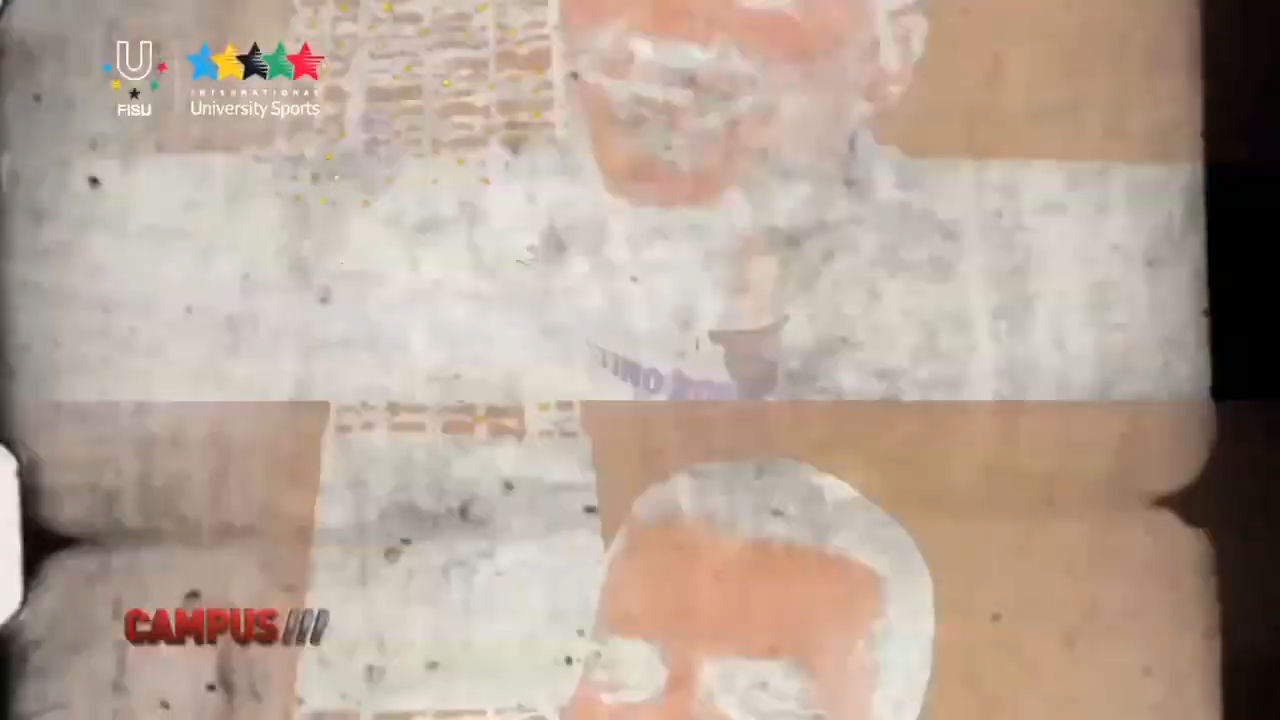 U
FISU
INTERNATIONAL
University Sports
CAMPUS///